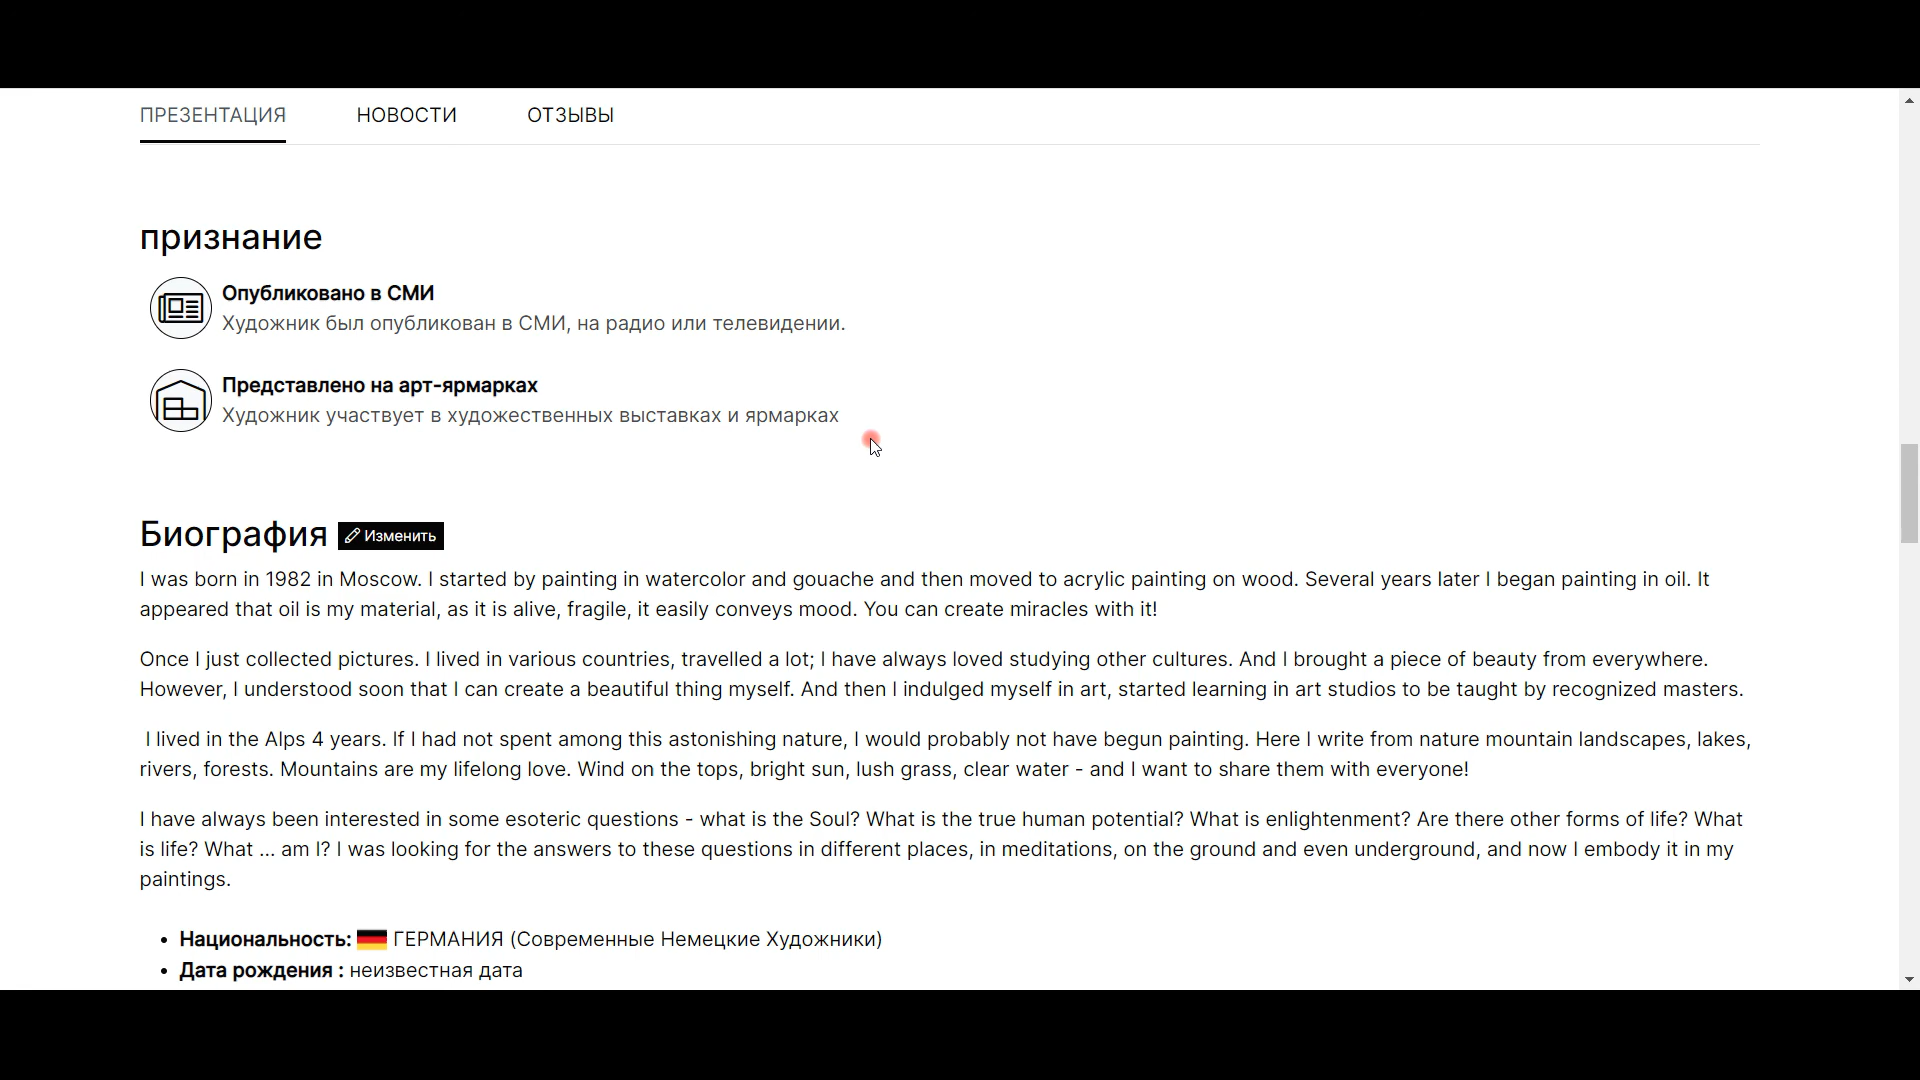 ПРЕЗЕНТАЦИЯ НОВОСТИ ОТЗЫВЫ
признание
Опубликовано в СМИ
Художник был опубликован в СМИ, на радио или телевидении.
Представлено на арт-ярмарках
Художник участвует в художественных выставках и ярмарках
Биография Изменить
I was born in 1982 in Moscow. I started by painting in watercolor and gouache and then moved to acrylic painting on wood. Several years later I began painting in oil. It
appeared that oil is my material, as it is alive, fragile, it easily conveys mood. You can create miracles with it!
Once I just collected pictures. I lived in various countries, travelled a lot; I have always loved studying other cultures. And I brought a piece of beauty from everywhere.
However, I understood soon that I can create a beautiful thing myself. And then I indulged myself in art, started learning in art studios to be taught by recognized masters.
I lived in the Alps 4 years. If I had not spent among this astonishing nature, I would probably not have begun painting. Here I write from nature mountain landscapes, lakes,
rivers, forests. Mountains are my lifelong love. Wind on the tops, bright sun, lush grass, clear water - and I want to share them with everyone!
I have always been interested in some esoteric questions - what is the Soul? What is the true human potential? What is enlightenment? Are there other forms of life? What
is life? What ... am I? I was looking for the answers to these questions in different places, in meditations, on the ground and even underground, and now I embody it in my
paintings.
• Национальность: ГЕРМАНИЯ (Современные Немецкие Художники)
• Дата рождения : неизвестная дата